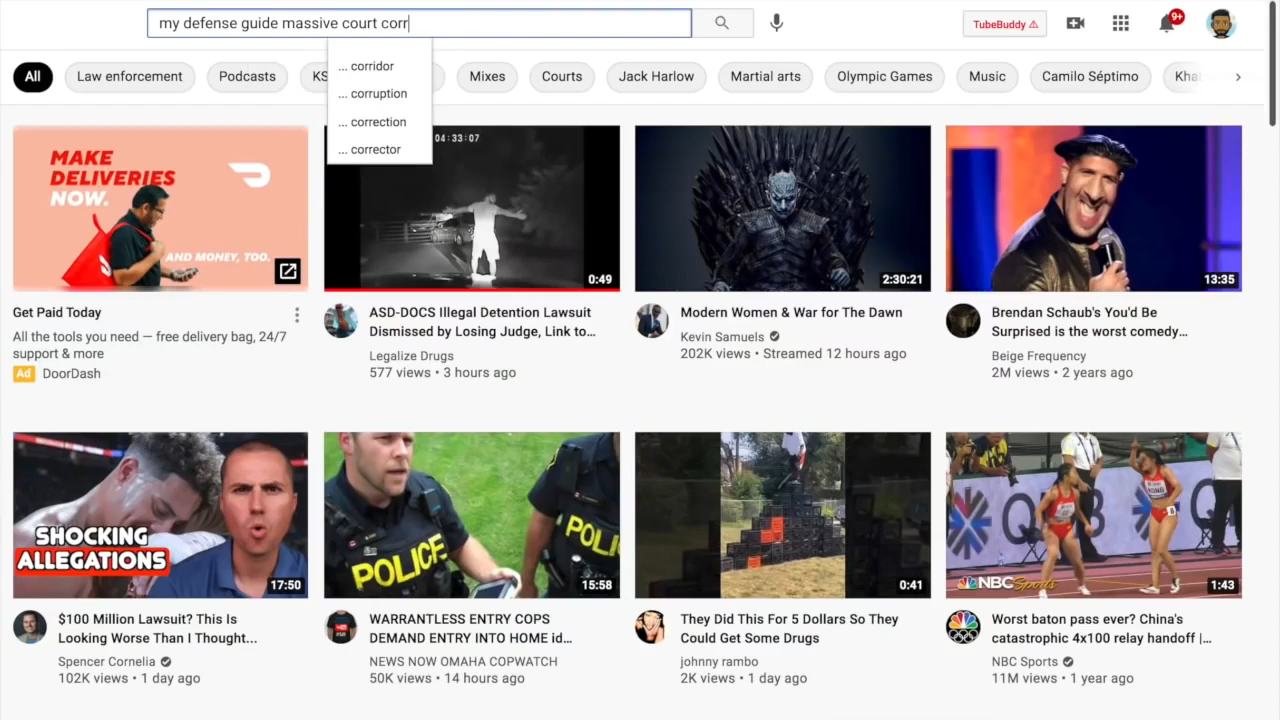 my defense guide massive court corr
TubeBuddy
9+
... corridor
... corruption
... correction
... corrector
All
Law enforcement
Podcasts
KS
Mixes
Courts
Jack Harlow
Martial arts
Olympic Games
Music
Camilo Séptimo
Kha
MAKE
DELIVERIES
NOW.
AND MONEY, TOO.
04:33:07
0:49
2:30:21
13:35
Get Paid Today
All the tools you need — free delivery bag, 24/7
support & more
Ad DoorDash
ASD-DOCS Illegal Detention Lawsuit
Dismissed by Losing Judge, Link to...
Legalize Drugs
577 views • 3 hours ago
Modern Women & War for The Dawn
Kevin Samuels
202K views • Streamed 12 hours ago
Brendan Schaub's You'd Be
Surprised is the worst comedy...
Beige Frequency
2M views • 2 years ago
SHOCKING
ALLEGATIONS
17:50
POLICE
POLI
15:58
0:41
NBC Sports
1:43
$100 Million Lawsuit? This Is
Looking Worse Than I Thought...
Spencer Cornelia
102K views • 1 day ago
WARRANTLESS ENTRY COPS
DEMAND ENTRY INTO HOME id...
NEWS NOW OMAHA COPWATCH
50K views • 14 hours ago
They Did This For 5 Dollars So They
Could Get Some Drugs
johnny rambo
2K views • 1 day ago
Worst baton pass ever? China's
catastrophic 4x100 relay handoff |...
NBC Sports
11M views • 1 year ago